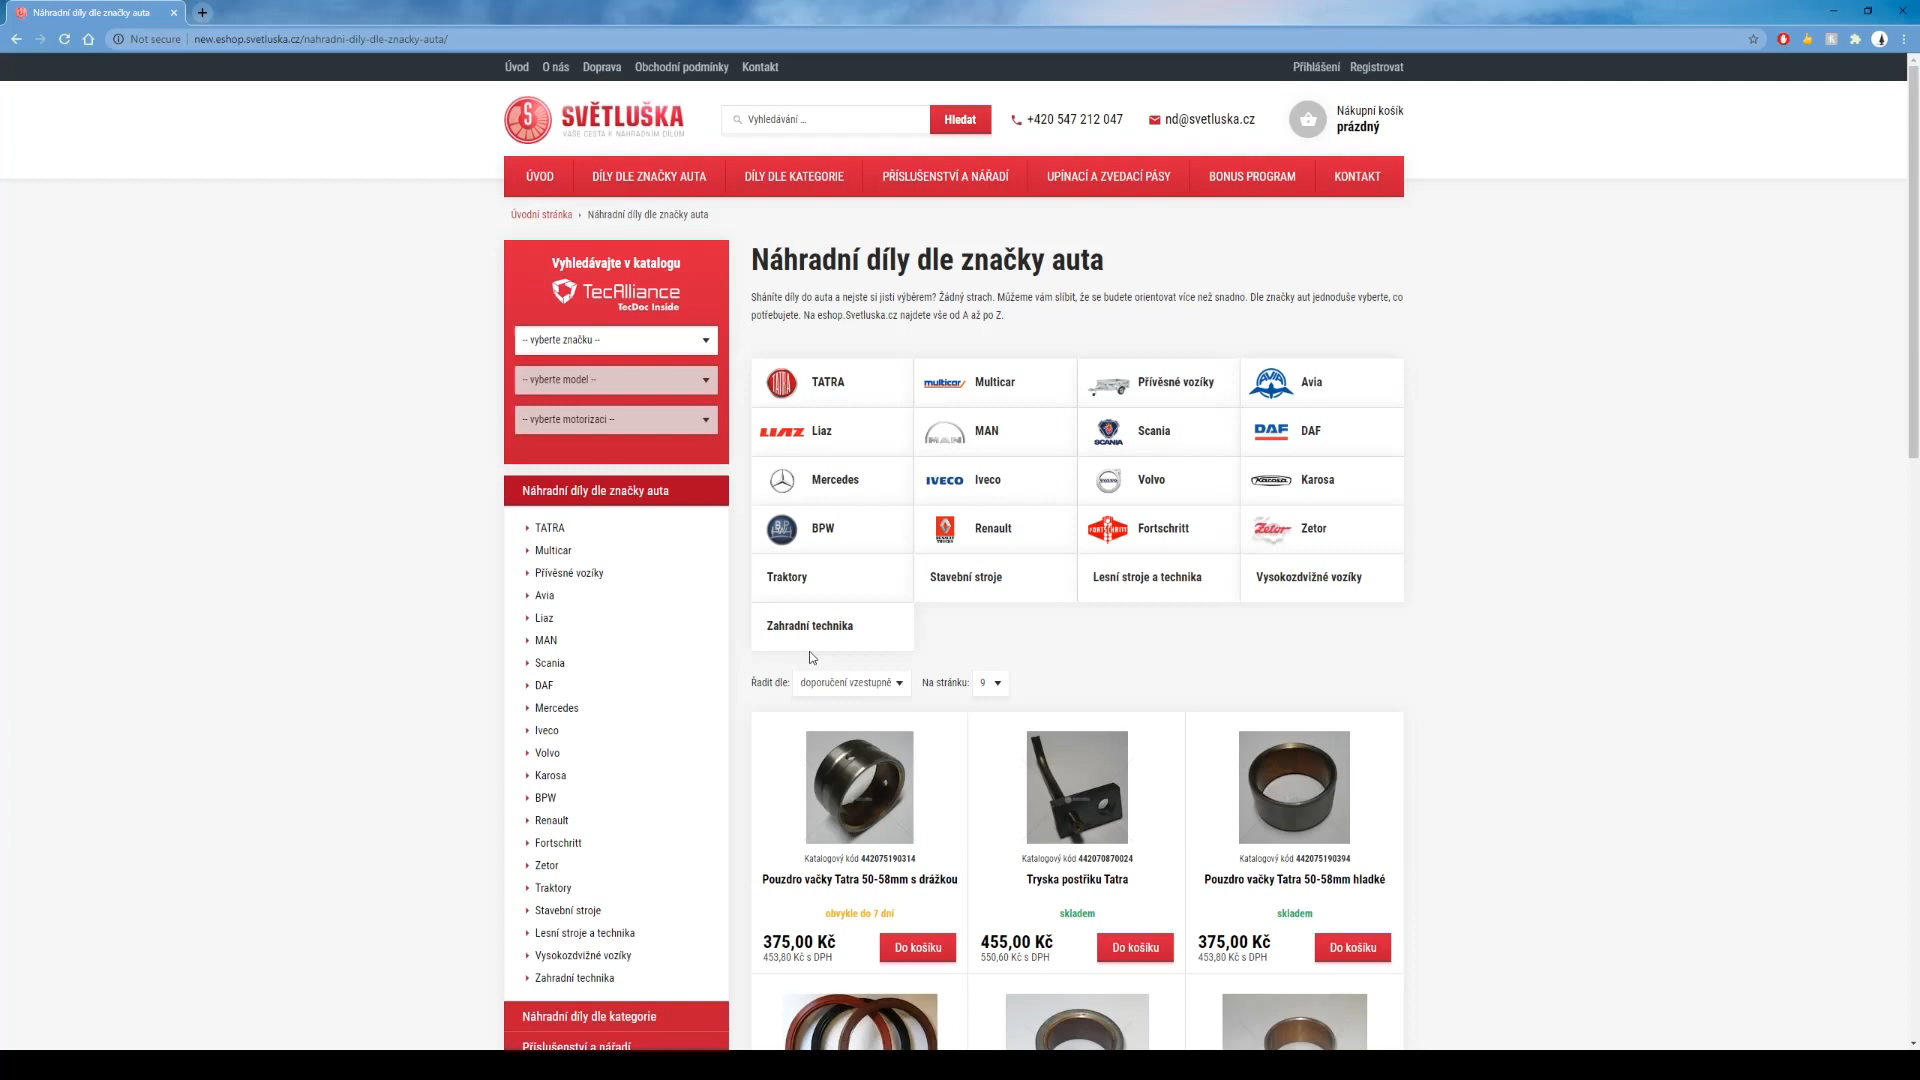 Náhradní díly dle značky auta
Not secure
new.eshop.svetluska.cz/nahradni-dily-dle-znacky-auta/
Úvod
O nás
Doprava
Obchodní podmínky
Kontakt
Přihlášení
Registrovat
SVĚTLUŠKA
VAŠE CESTA K NÁHRADNÍM DÍLŮM
Vyhledávání ...
Hledat
+420 547 212 047
nd@svetluska.cz
Nákupní košík
prázdný
ÚVOD
DÍLY DLE ZNAČKY AUTA
DÍLY DLE KATEGORIE
PŘÍSLUŠENSTVÍ A NÁŘADÍ
UPÍNACÍ A ZVEDACÍ PÁSY
BONUS PROGRAM
KONTAKT
Úvodní stránka
Náhradní díly dle značky auta
Vyhledávajte v katalogu
TecAlliance
TecDoc Inside
-- vyberte značku --
-- vyberte model --
-- vyberte motorizaci --
Náhradní díly dle značky auta
TATRA
Multicar
Přívěsné vozíky
Avia
Liaz
MAN
Scania
DAF
Mercedes
Iveco
Volvo
Karosa
BPW
Renault
Fortschritt
Zetor
Traktory
Stavební stroje
Lesní stroje a technika
Vysokozdvižné vozíky
Zahradní technika
Náhradní díly dle kategorie
Příslušenství a nářadí
Náhradní díly dle značky auta
Sháníte díly do auta a nejste si jisti výběrem? Žádný strach. Můžeme vám slíbit, že se budete orientovat více než snadno. Dle značky aut jednoduše vyberte, co
potřebujete. Na eshop.Svetluska.cz najdete vše od A až po Z.
TATRA
Multicar
Přívěsné vozíky
Avia
Liaz
MAN
Scania
DAF
Mercedes
Iveco
Volvo
Karosa
BPW
Renault
Fortschritt
Zetor
Traktory
Stavební stroje
Lesní stroje a technika
Vysokozdvižné vozíky
Zahradní technika
Řadit dle:
doporučení vzestupně
Na stránku:
9
Katalogový kód 442075190314
Pouzdro vačky Tatra 50-58mm s drážkou
obvykle do 7 dní
375,00 Kč
453,80 Kč s DPH
Do košíku
Katalogový kód 442070870024
Tryska postřiku Tatra
skladem
455,00 Kč
550,60 Kč s DPH
Do košíku
Katalogový kód 442075190394
Pouzdro vačky Tatra 50-58mm hladké
skladem
375,00 Kč
453,80 Kč s DPH
Do košíku